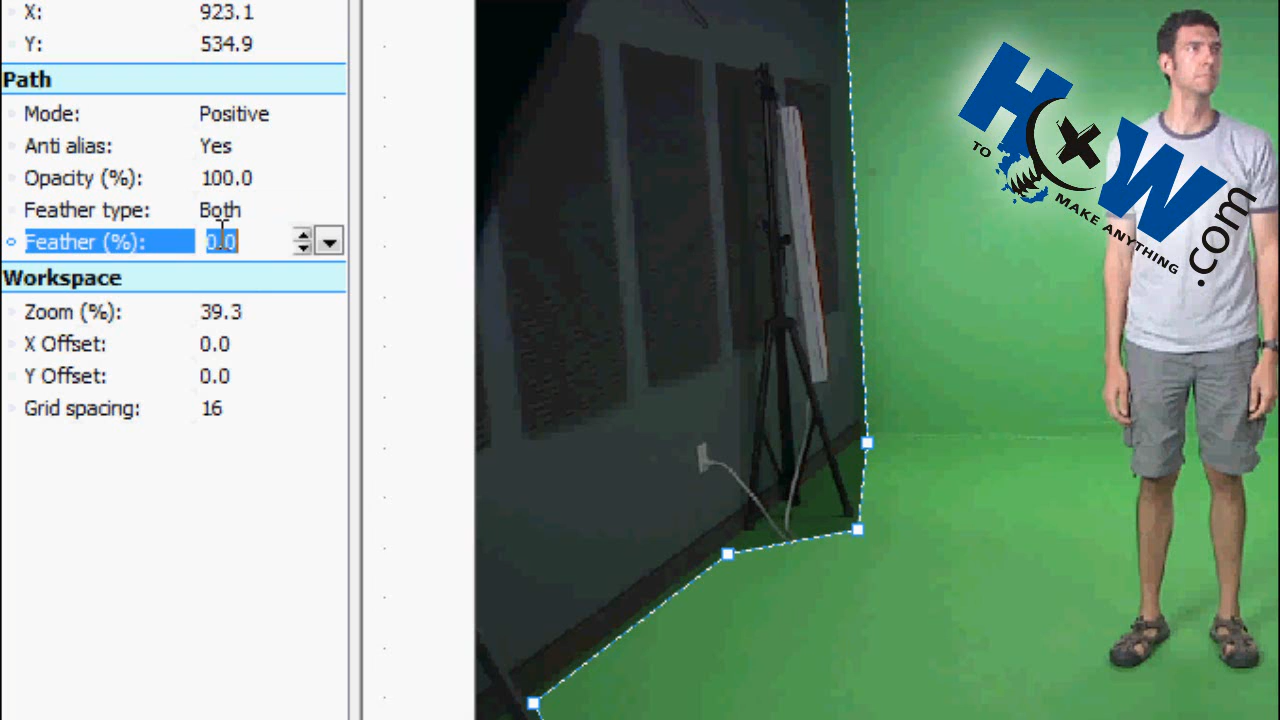 X: 923.1
Y: 534.9
Path
Mode: Positive
Anti alias: Yes
Opacity (%): 100.0
Feather type: Both
Feather (%): 0.0
Workspace
Zoom (%): 39.3
X Offset: 0.0
Y Offset: 0.0
Grid spacing: 16
HOW
TO
MAKE ANYTHING
.com